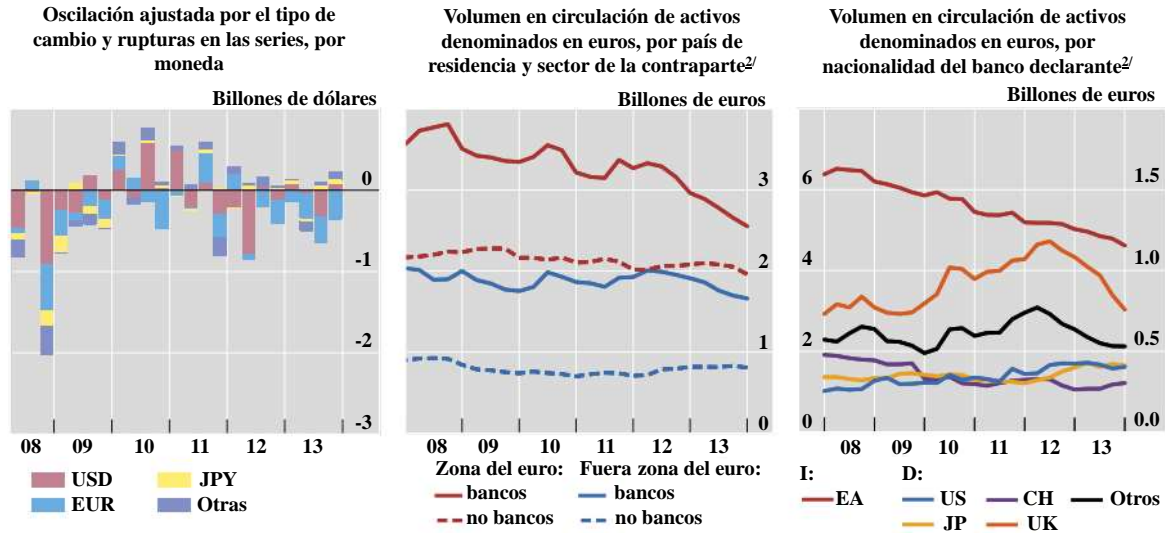 Oscilación ajustada por el tipo de
cambio y rupturas en las series, por
moneda
Billones de dólares
0
-1
-2
-3
08 09 10 11 12 13
USD JPY
EUR Otras
Volumen en circulación de activos
denominados en euros, por país de
residencia y sector de la contraparte2/
Billones de euros
3
2
1
0
08 09 10 11 12 13
Zona del euro: Fuera zona del euro:
bancos bancos
no bancos no bancos
Volumen en circulación de activos
denominados en euros, por
nacionalidad del banco declarante2/
Billones de euros
6 1.5
4 1.0
2 0.5
0 0.0
08 09 10 11 12 13
I: D:
EA US CH Otros
JP UK